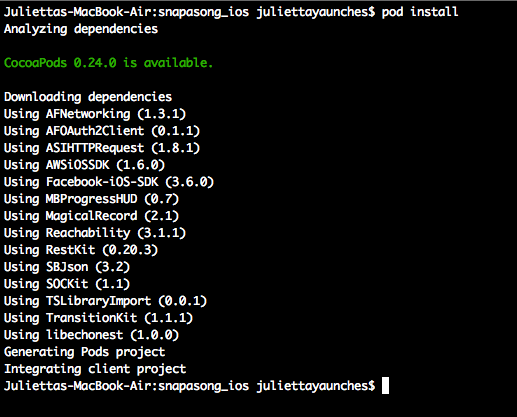 Juliettas-MacBook-Air:snapasong_ios juliettayaunches$ pod install
Analyzing dependencies
CocoaPods 0.24.0 is available.
Downloading dependencies
Using AFNetworking (1.3.1)
Using AFOAuth2Client (0.1.1)
Using ASIHTTPRequest (1.8.1)
Using AWSiOSSDK (1.6.0)
Using Facebook-iOS-SDK (3.6.0)
Using MBProgressHUD (0.7)
Using MagicalRecord (2.1)
Using Reachability (3.1.1)
Using RestKit (0.20.3)
Using SBJson (3.2)
Using SOCKit (1.1)
Using TSLibraryImport (0.0.1)
Using TransitionKit (1.1.1)
Using libechonest (1.0.0)
Generating Pods project
Integrating client project
Juliettas-MacBook-Air:snapasong_ios juliettayaunches$